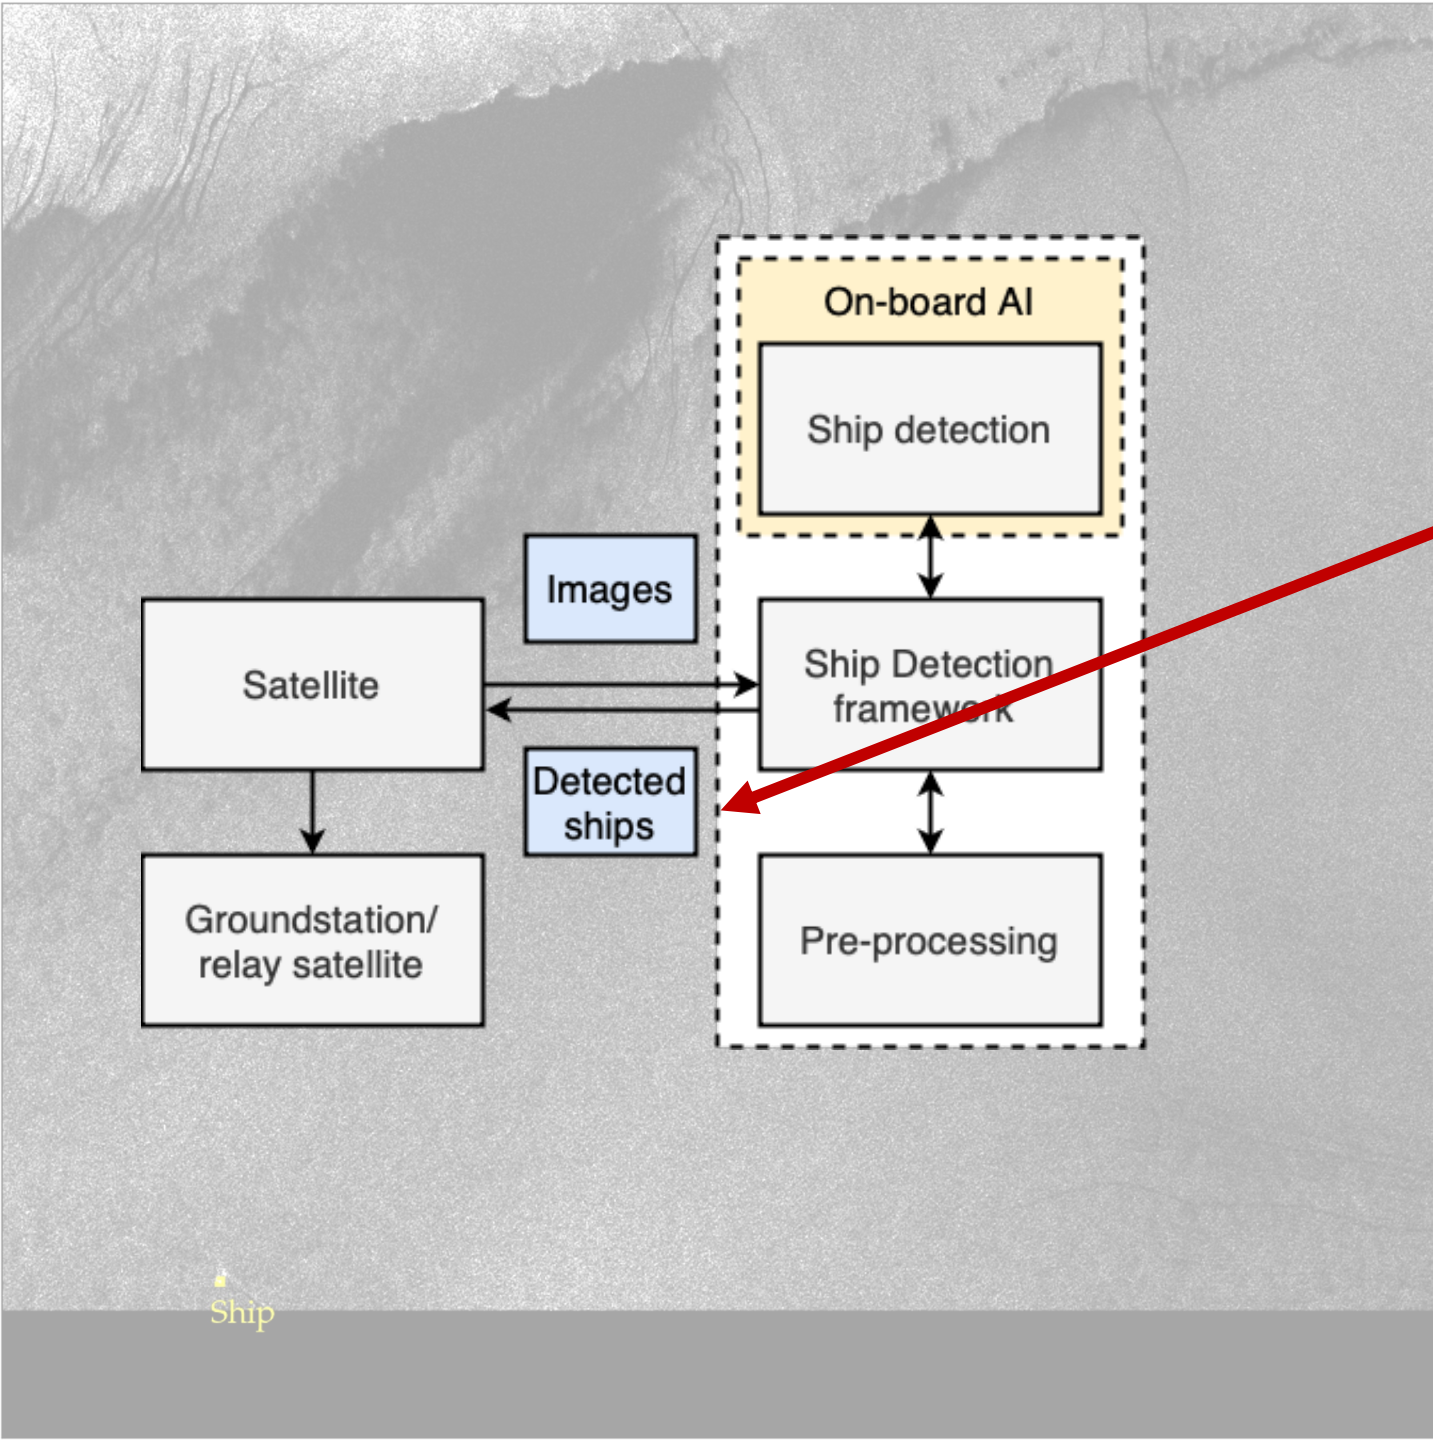 On-board AI
Ship detection
Images
Satellite
Ship Detection
framework
Detected
ships
Groundstation/
relay satellite
Pre-processing
Ship